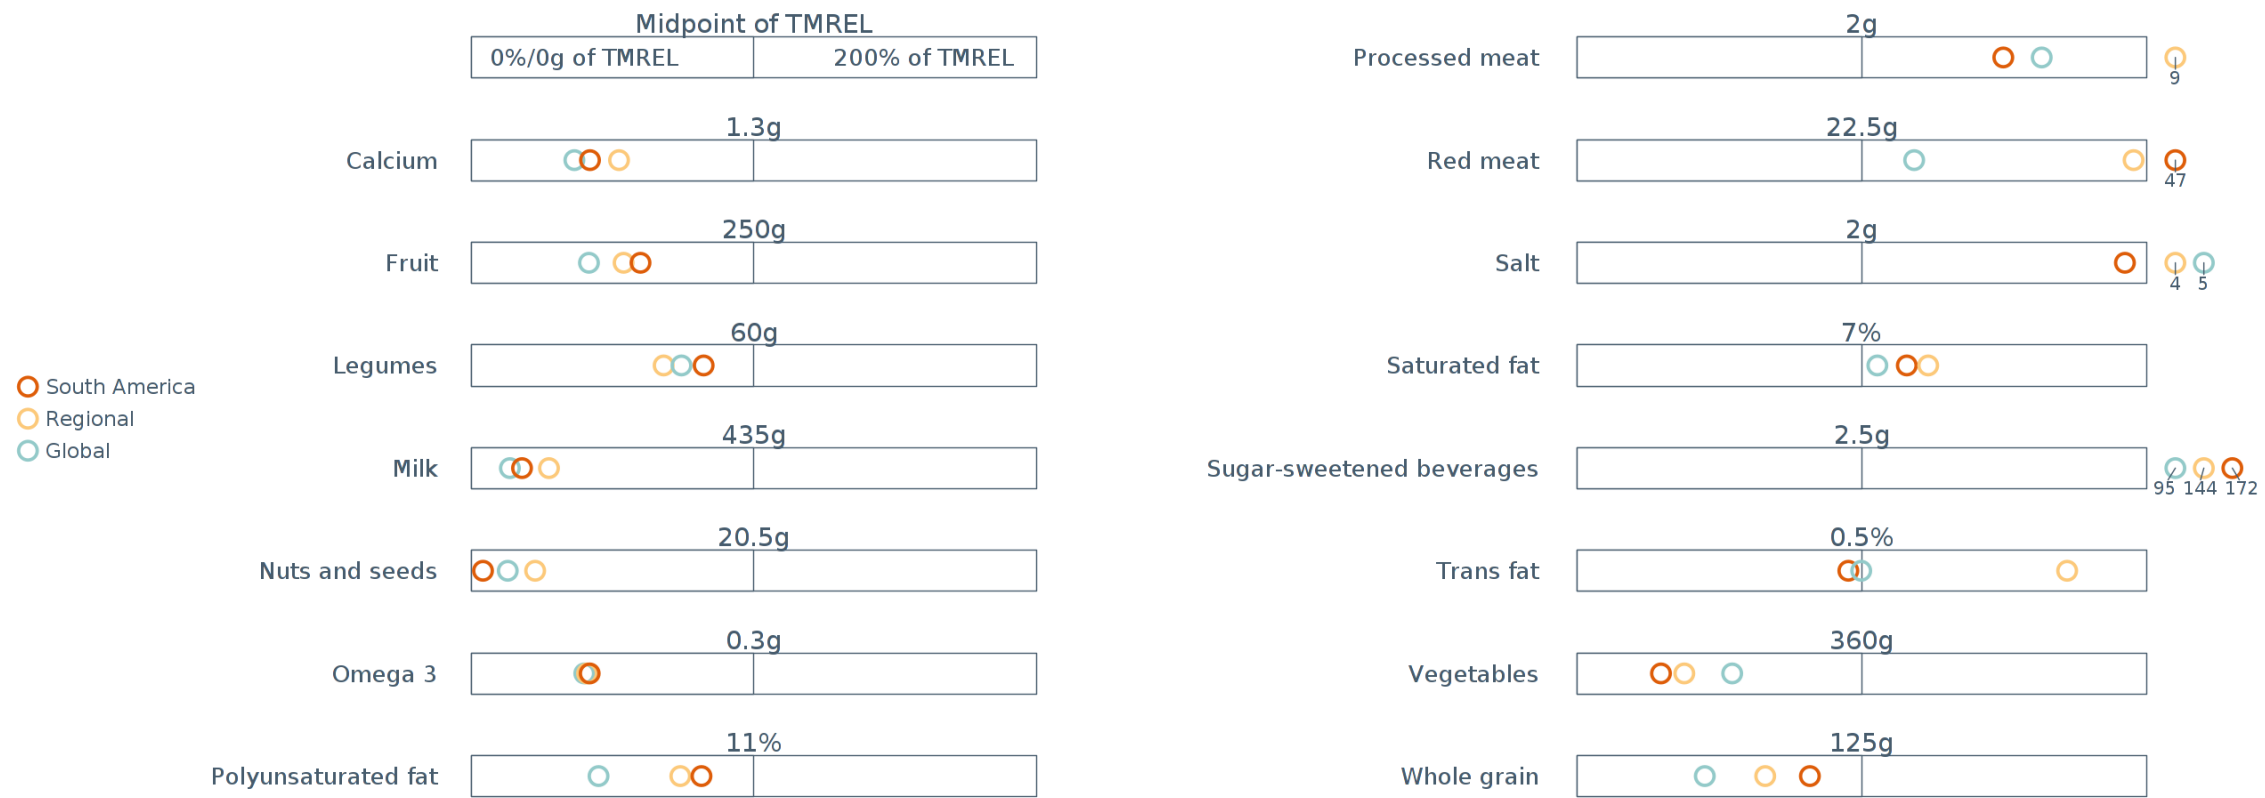 Midpoint of TMREL
0%/0g of TMREL
200% of TMREL
Calcium
1.3g
Fruit
250g
Legumes
60g
Milk
435g
Nuts and seeds
20.5g
Omega 3
0.3g
Polyunsaturated fat
11%
South America
Regional
Global
Processed meat
2g
9
Red meat
22.5g
47
Salt
2g
4 5
Saturated fat
7%
Sugar-sweetened beverages
2.5g
95 144 172
Trans fat
0.5%
Vegetables
360g
Whole grain
125g